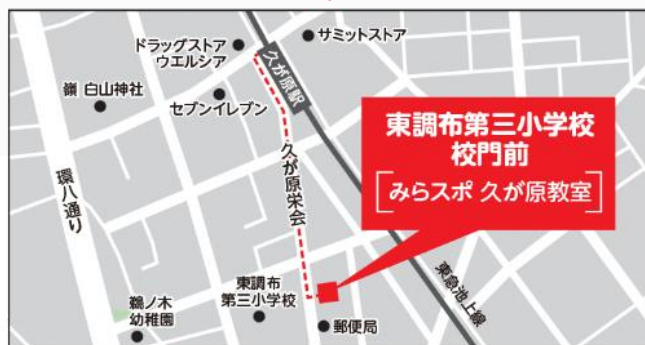 ドラッグストア
ウエルシア
サミットストア
嶺 白山神社
セブンイレブン
久が原駅
環八通り
久が原栄会
東調布第三小学校
校門前
みらスポ 久が原教室
東調布
第三小学校
鵜ノ木
幼稚園
郵便局
東急池上線